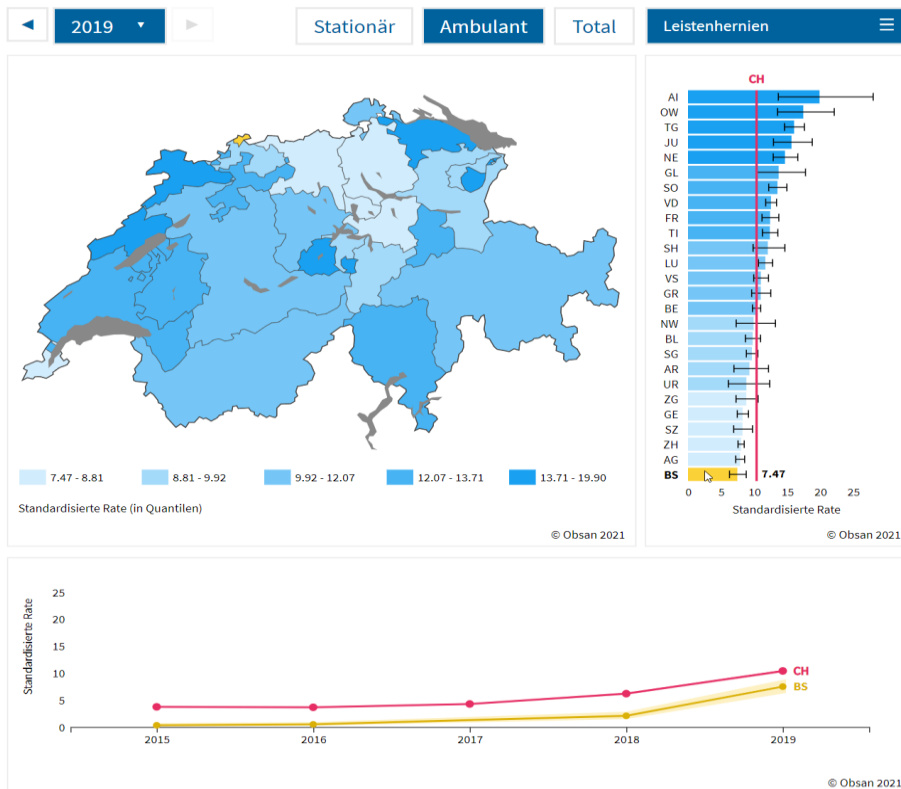 2019
Stationär
Ambulant
Total
Leistenhernien
7.47 - 8.81
8.81 - 9.92
9.92 - 12.07
12.07 - 13.71
13.71 - 19.90
Standardisierte Rate (in Quantilen)
© Obsan 2021
CH
AI
OW
TG
JU
NE
GL
SO
VD
FR
TI
SH
LU
VS
GR
BE
NW
BL
SG
AR
UR
ZG
GE
SZ
ZH
AG
BS 7.47
0 5 10 15 20 25
Standardisierte Rate
© Obsan 2021
Standardisierte Rate
25
20
15
10
5
0
CH
BS
2015 2016 2017 2018 2019
© Obsan 2021